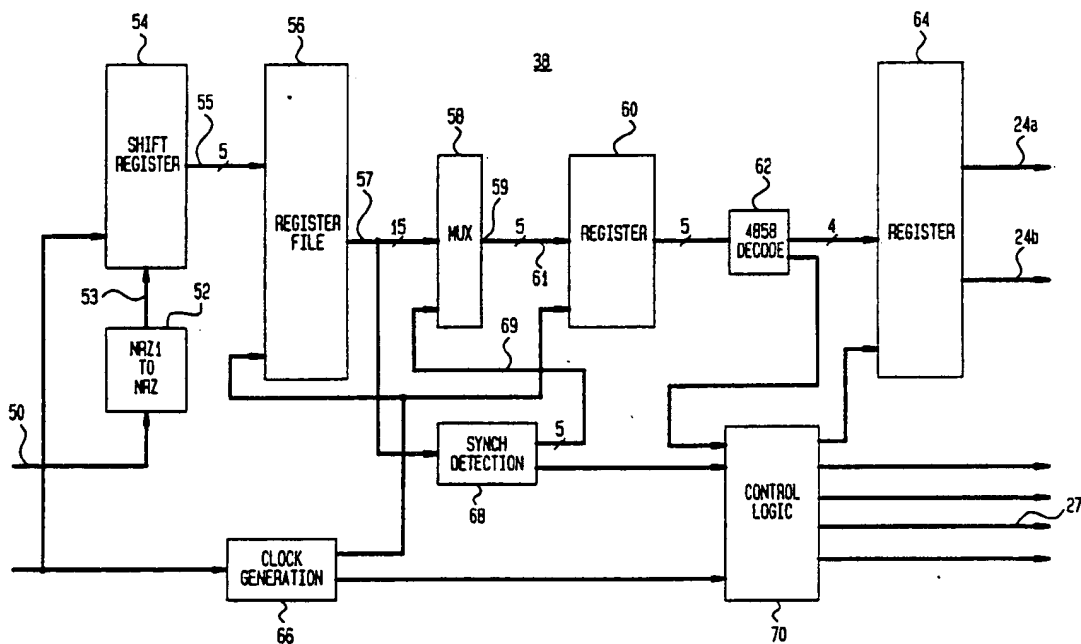 54
56
64
38
58
60
55
SHIFT
REGISTER
5
24a
62
59
57
REGISTER
FILE
15
MUX
5
61
REGISTER
5
4B5B
DECODE
4
REGISTER
24b
53
52
NRZ1
TO
NRZ
69
50
5
SYNCH
DETECTION
68
CONTROL
LOGIC
27
CLOCK
GENERATION
66
70